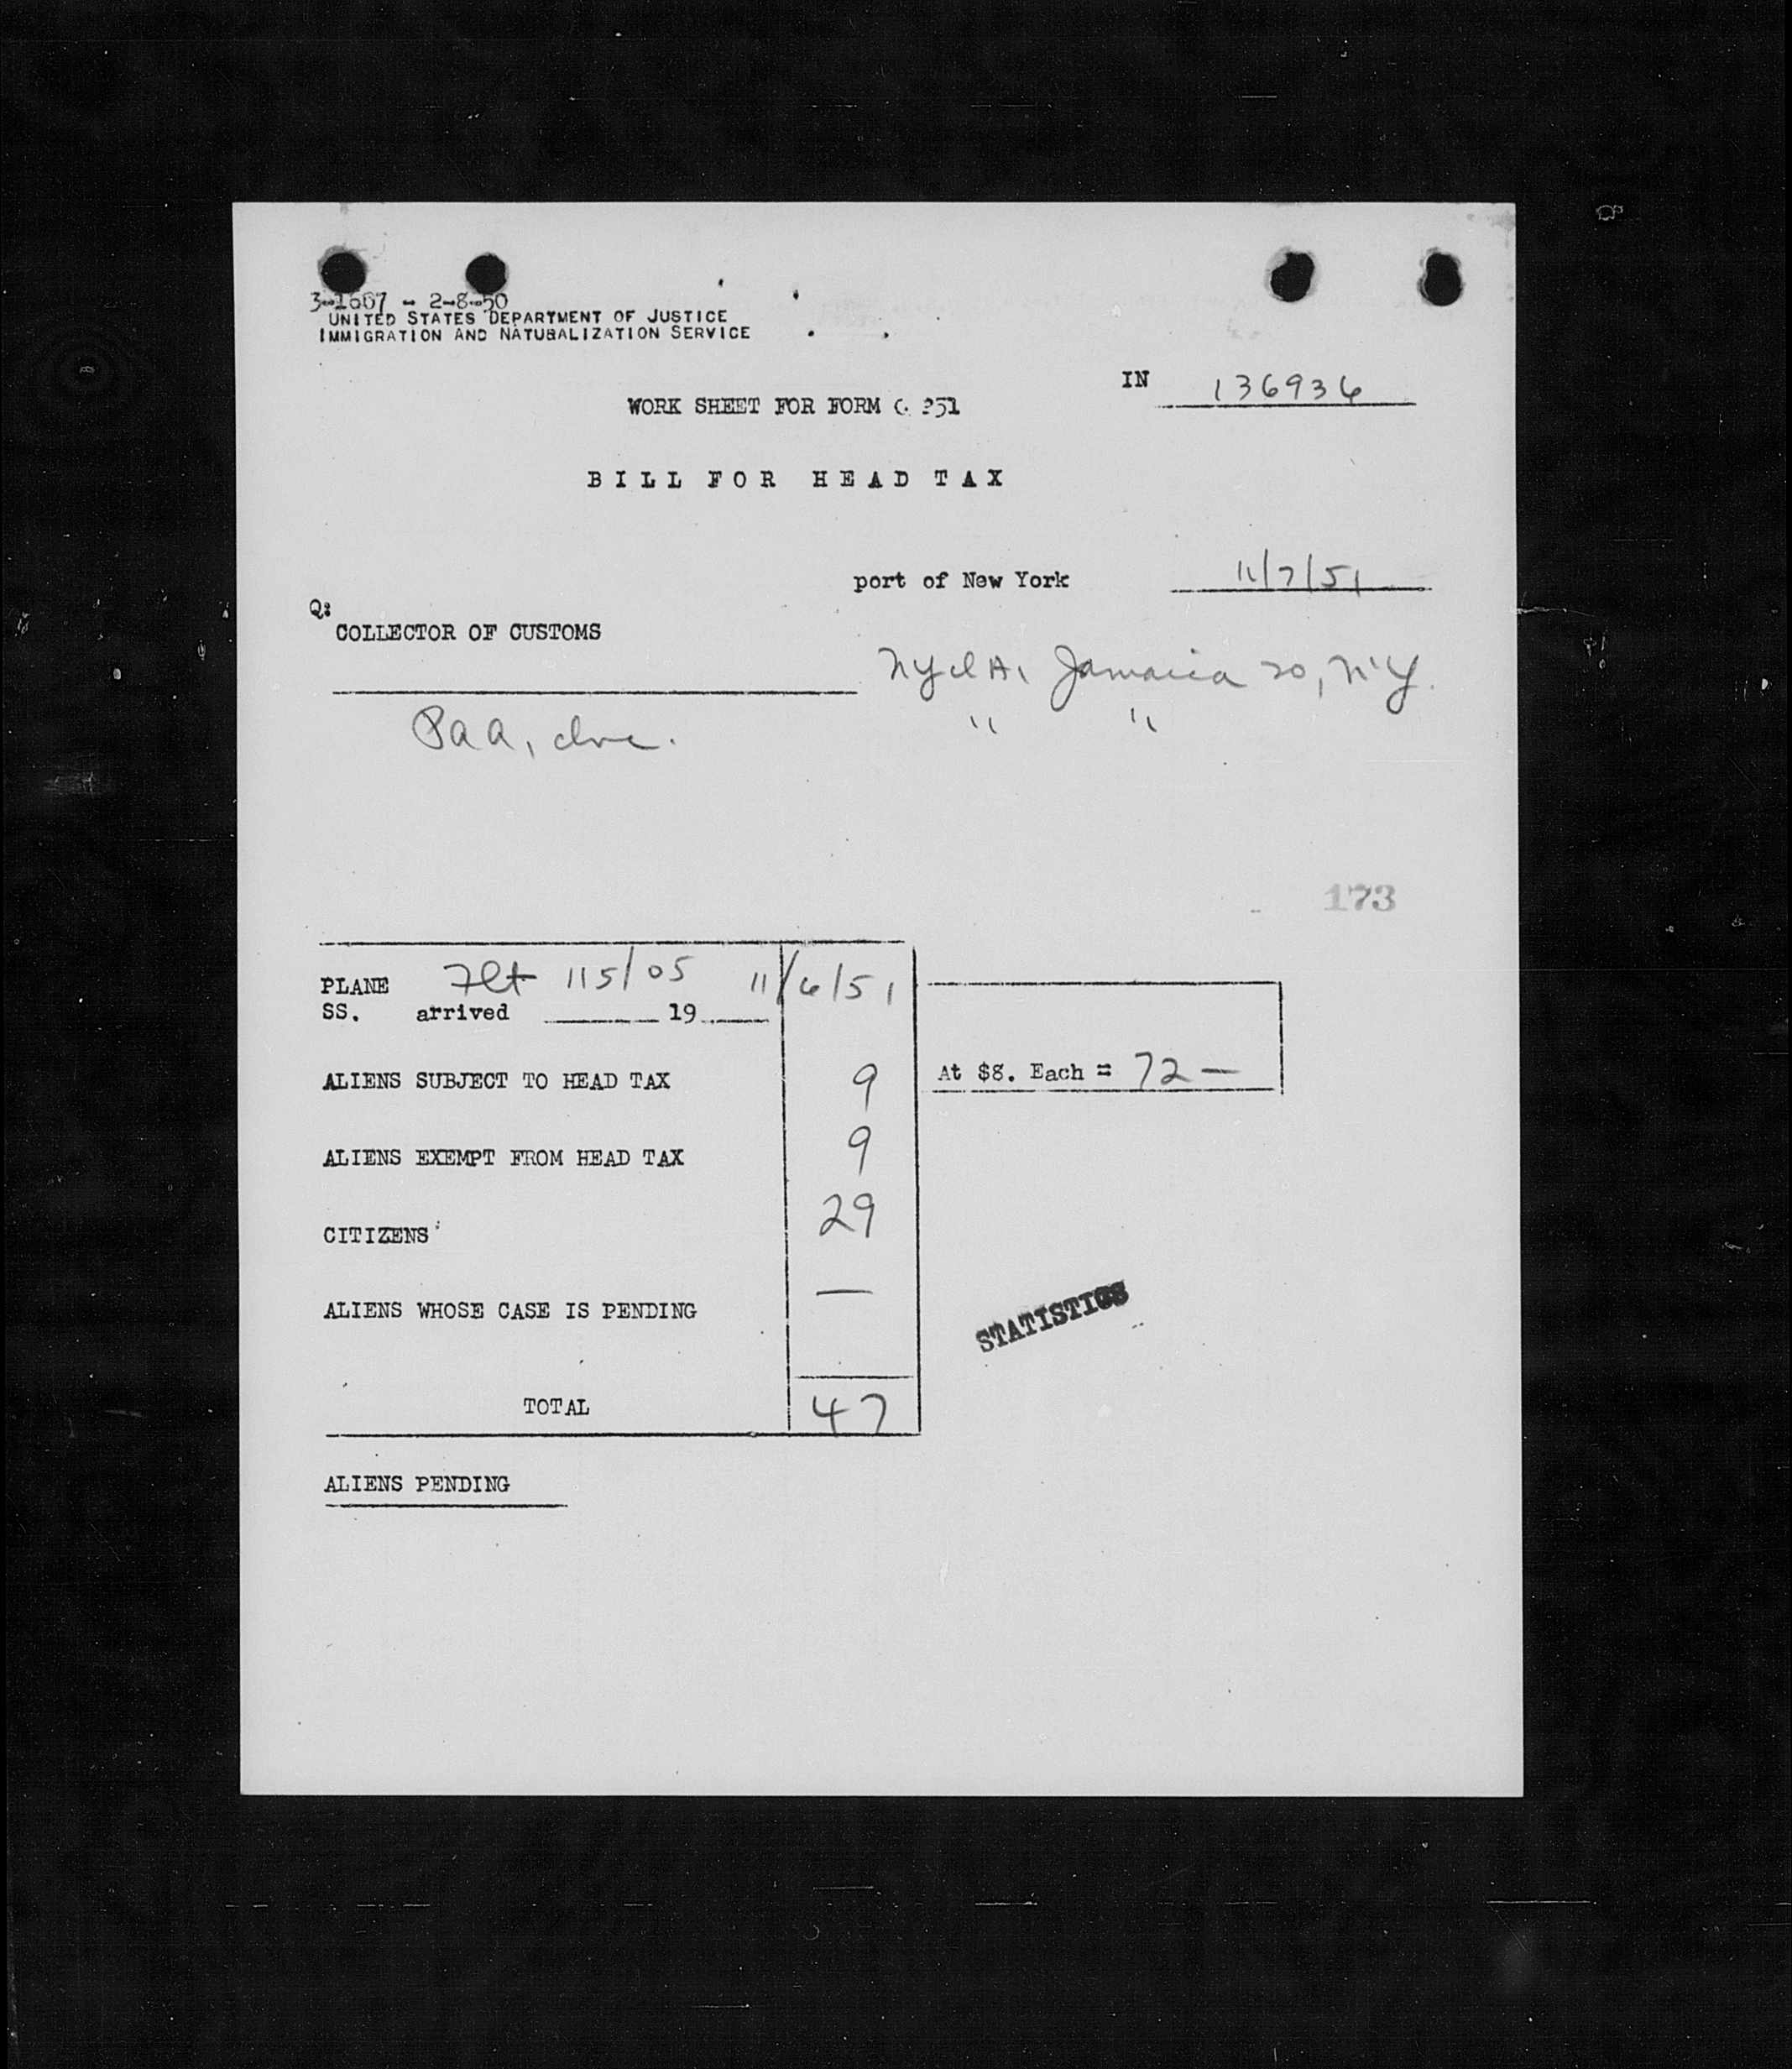 3-1667 - 2-8-50
UNITED STATES DEPARTMENT OF JUSTICE
IMMIGRATION AND NATURALIZATION SERVICE
IN 136936
WORK SHEET FOR FORM G 351
BILL FOR HEAD TAX
port of New York 11/7/51
Q:
COLLECTOR OF CUSTOMS
Jamaica 20, N.Y.
PAA, Inc. " "
173
PLANE Flt 115/05 11/6/51
SS. arrived 19
ALIENS SUBJECT TO HEAD TAX 9 At $8. Each = 72 —
ALIENS EXEMPT FROM HEAD TAX 9
CITIZENS 29
ALIENS WHOSE CASE IS PENDING —
STATISTICS
TOTAL 47
ALIENS PENDING